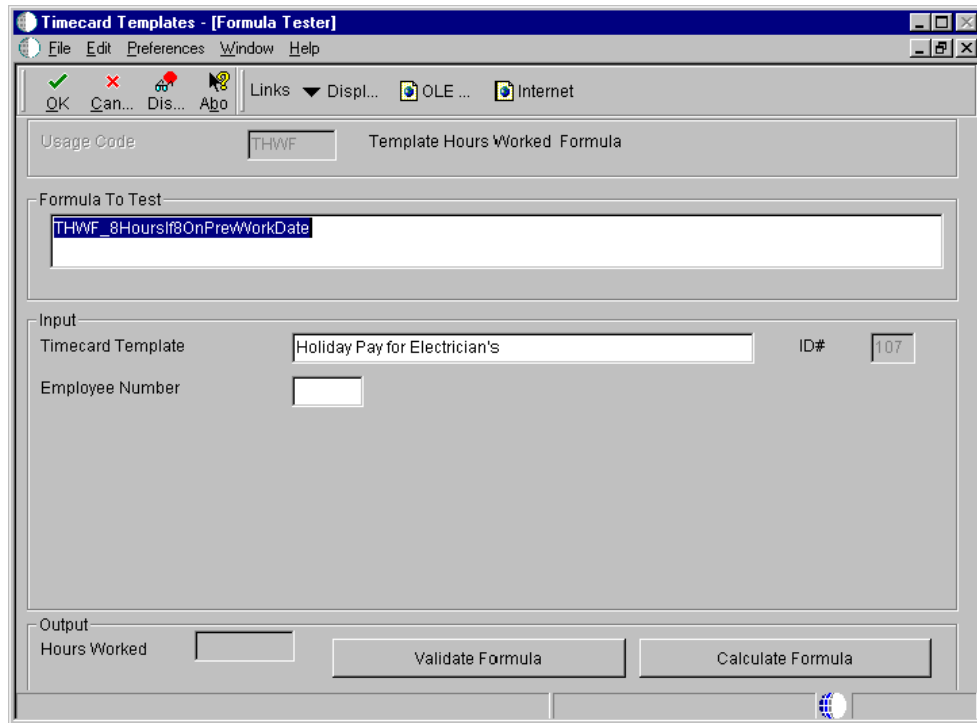 Timecard Templates - [Formula Tester]
File Edit Preferences Window Help
OK Can... Dis... Abo Links Displ... OLE ... Internet
Usage Code THWF Template Hours Worked Formula
Formula To Test
THWF_8HoursIf8OnPrevWorkDate
Input
Timecard Template Holiday Pay for Electrician's ID# 107
Employee Number
Output
Hours Worked Validate Formula Calculate Formula